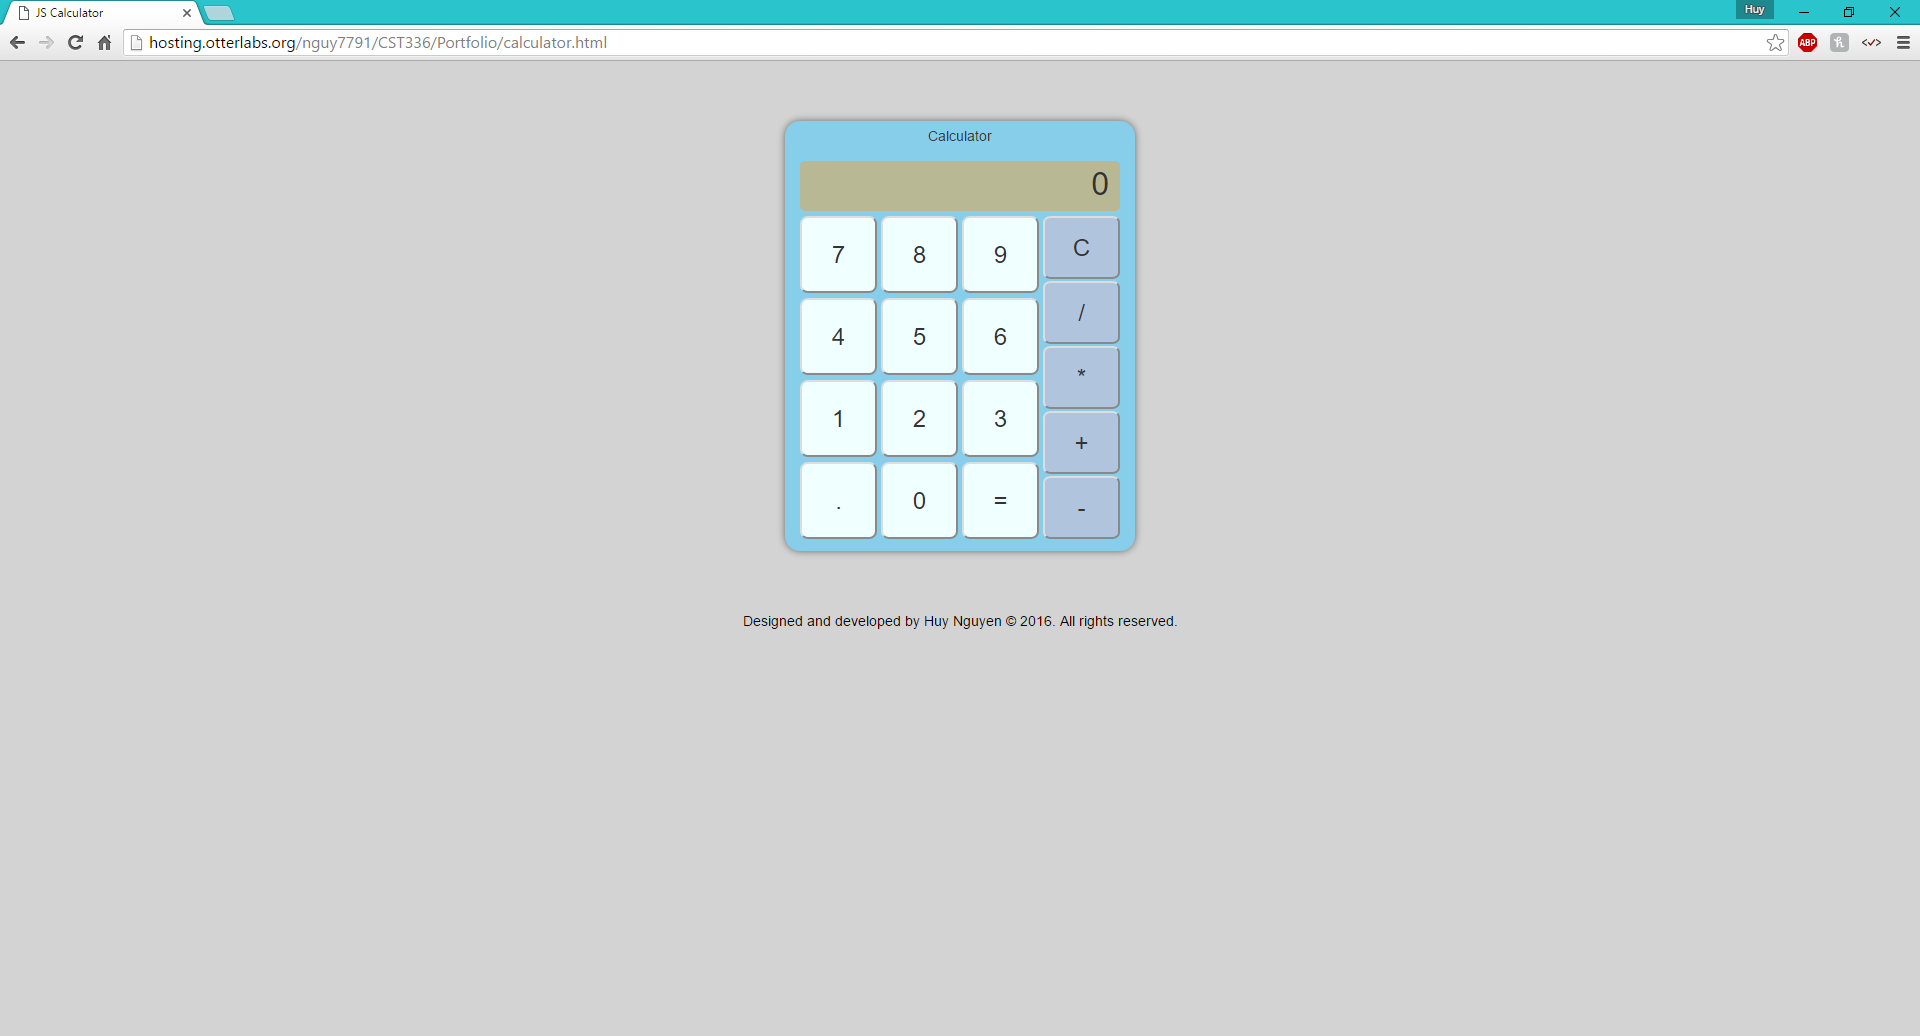 JS Calculator
Huy
hosting.otterlabs.org/nguy7791/CST336/Portfolio/calculator.html
ABP
h
Calculator
0
7 8 9 C
/
4 5 6
*
1 2 3
+
. 0 =
-
Designed and developed by Huy Nguyen © 2016. All rights reserved.